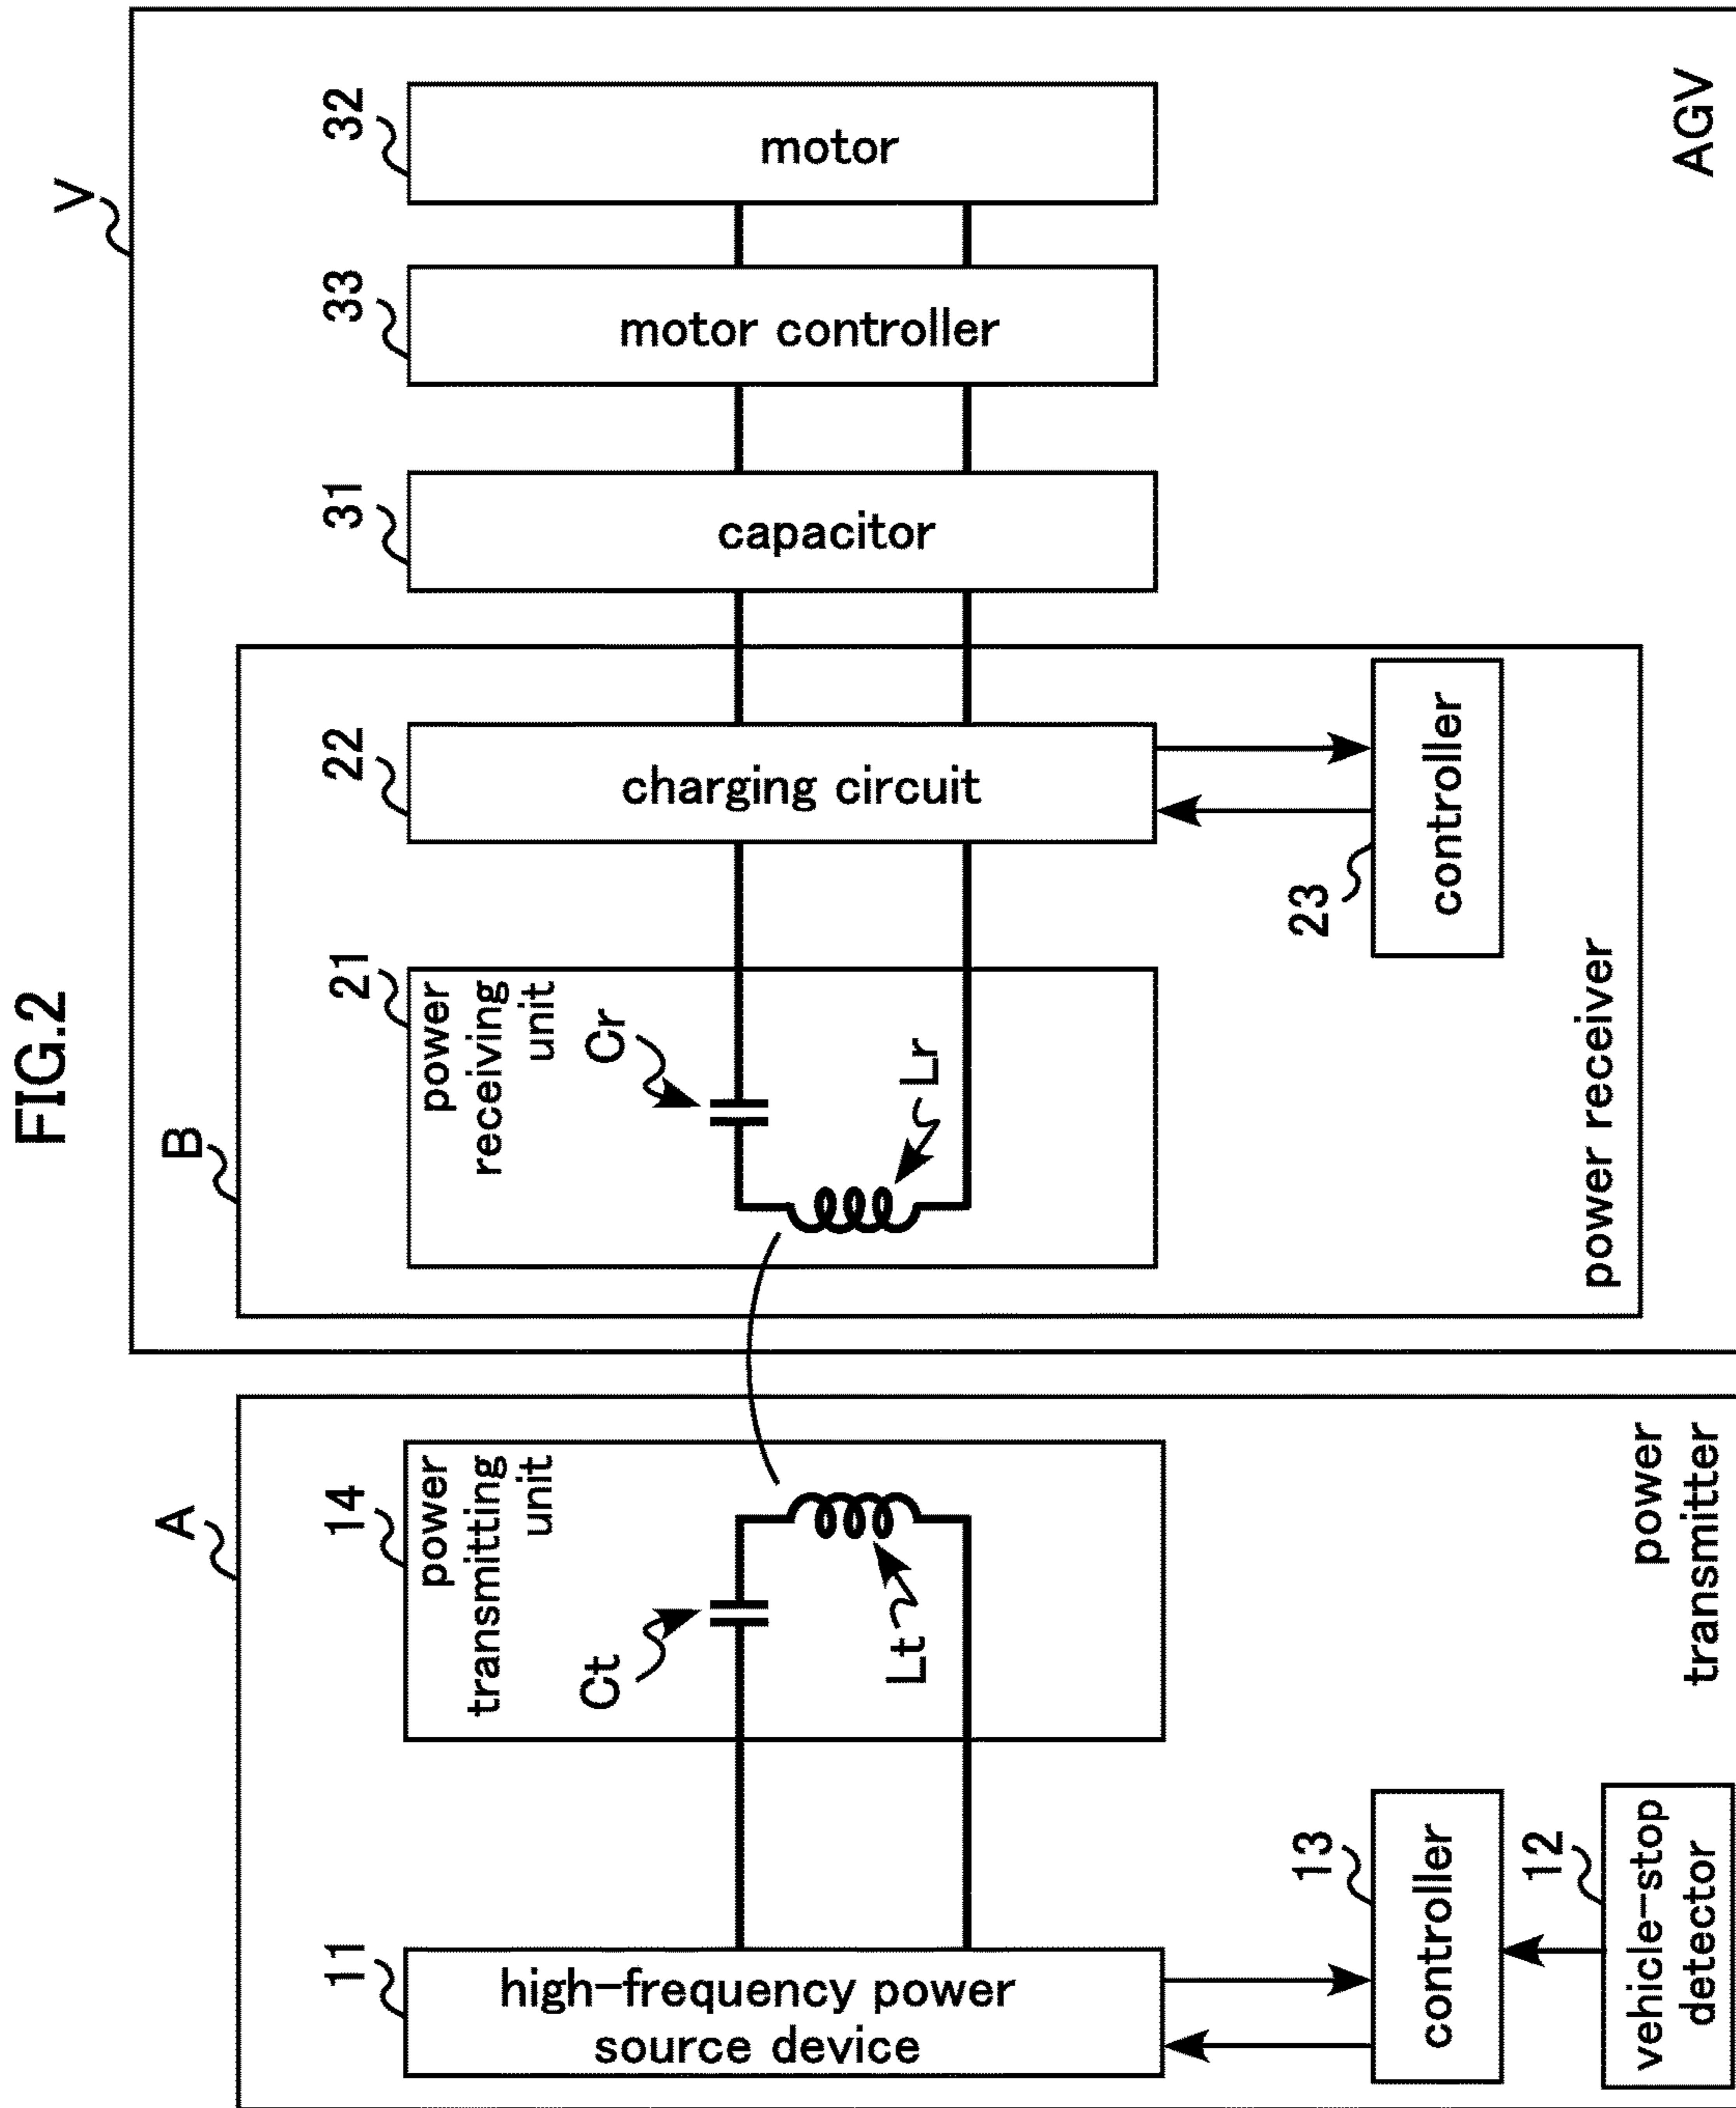 FIG.2
V
A
B
11
high-frequency power
source device
14
power
transmitting
unit
Ct
Lt
21
power
receiving
unit
Cr
Lr
22
charging circuit
31
capacitor
33
motor controller
32
motor
13
controller
12
vehicle-stop
detector
power
transmitter
23
controller
power receiver
AGV